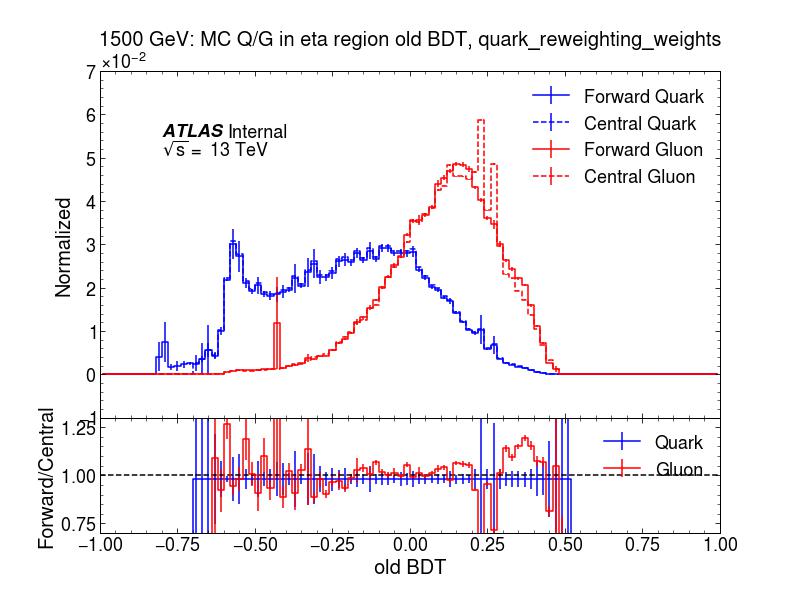 1500 GeV: MC Q/G in eta region old BDT, quark_reweighting_weights
×10⁻²
7
6
5
4
3
2
1
0
−1
Normalized
ATLAS Internal
√s = 13 TeV
Forward Quark
Central Quark
Forward Gluon
Central Gluon
1.25
1.00
0.75
Forward/Central
Quark
Gluon
−1.00 −0.75 −0.50 −0.25 0.00 0.25 0.50 0.75 1.00
old BDT